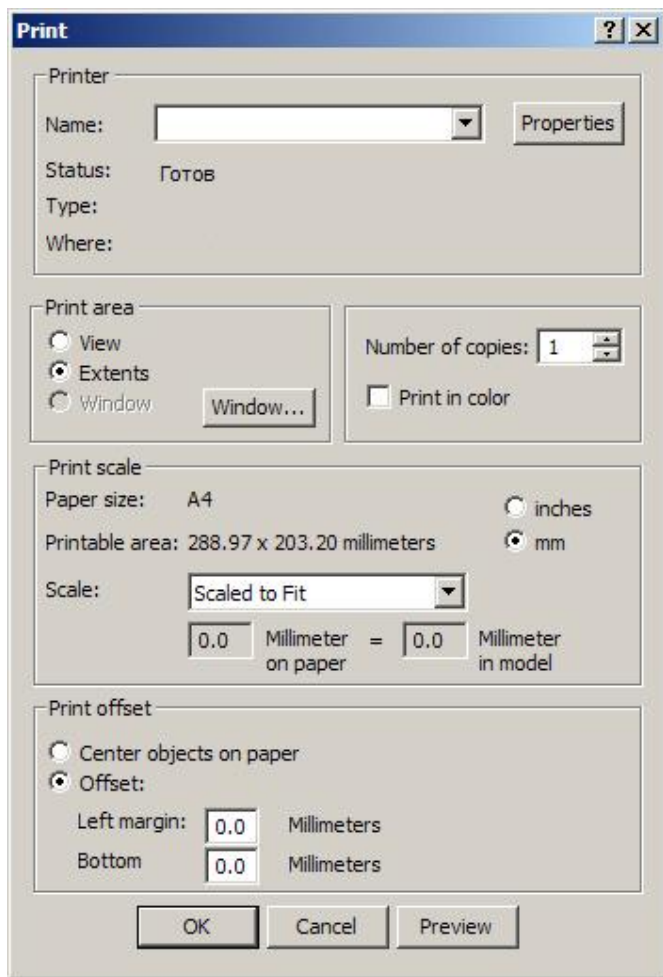 Print
Printer
Name:
Properties
Status: Готов
Type:
Where:
Print area
View
Extents
Window
Window...
Number of copies: 1
Print in color
Print scale
Paper size: A4
inches
Printable area: 288.97 x 203.20 millimeters
mm
Scale: Scaled to Fit
0.0 Millimeter = 0.0 Millimeter
on paper in model
Print offset
Center objects on paper
Offset:
Left margin: 0.0 Millimeters
Bottom 0.0 Millimeters
OK Cancel Preview